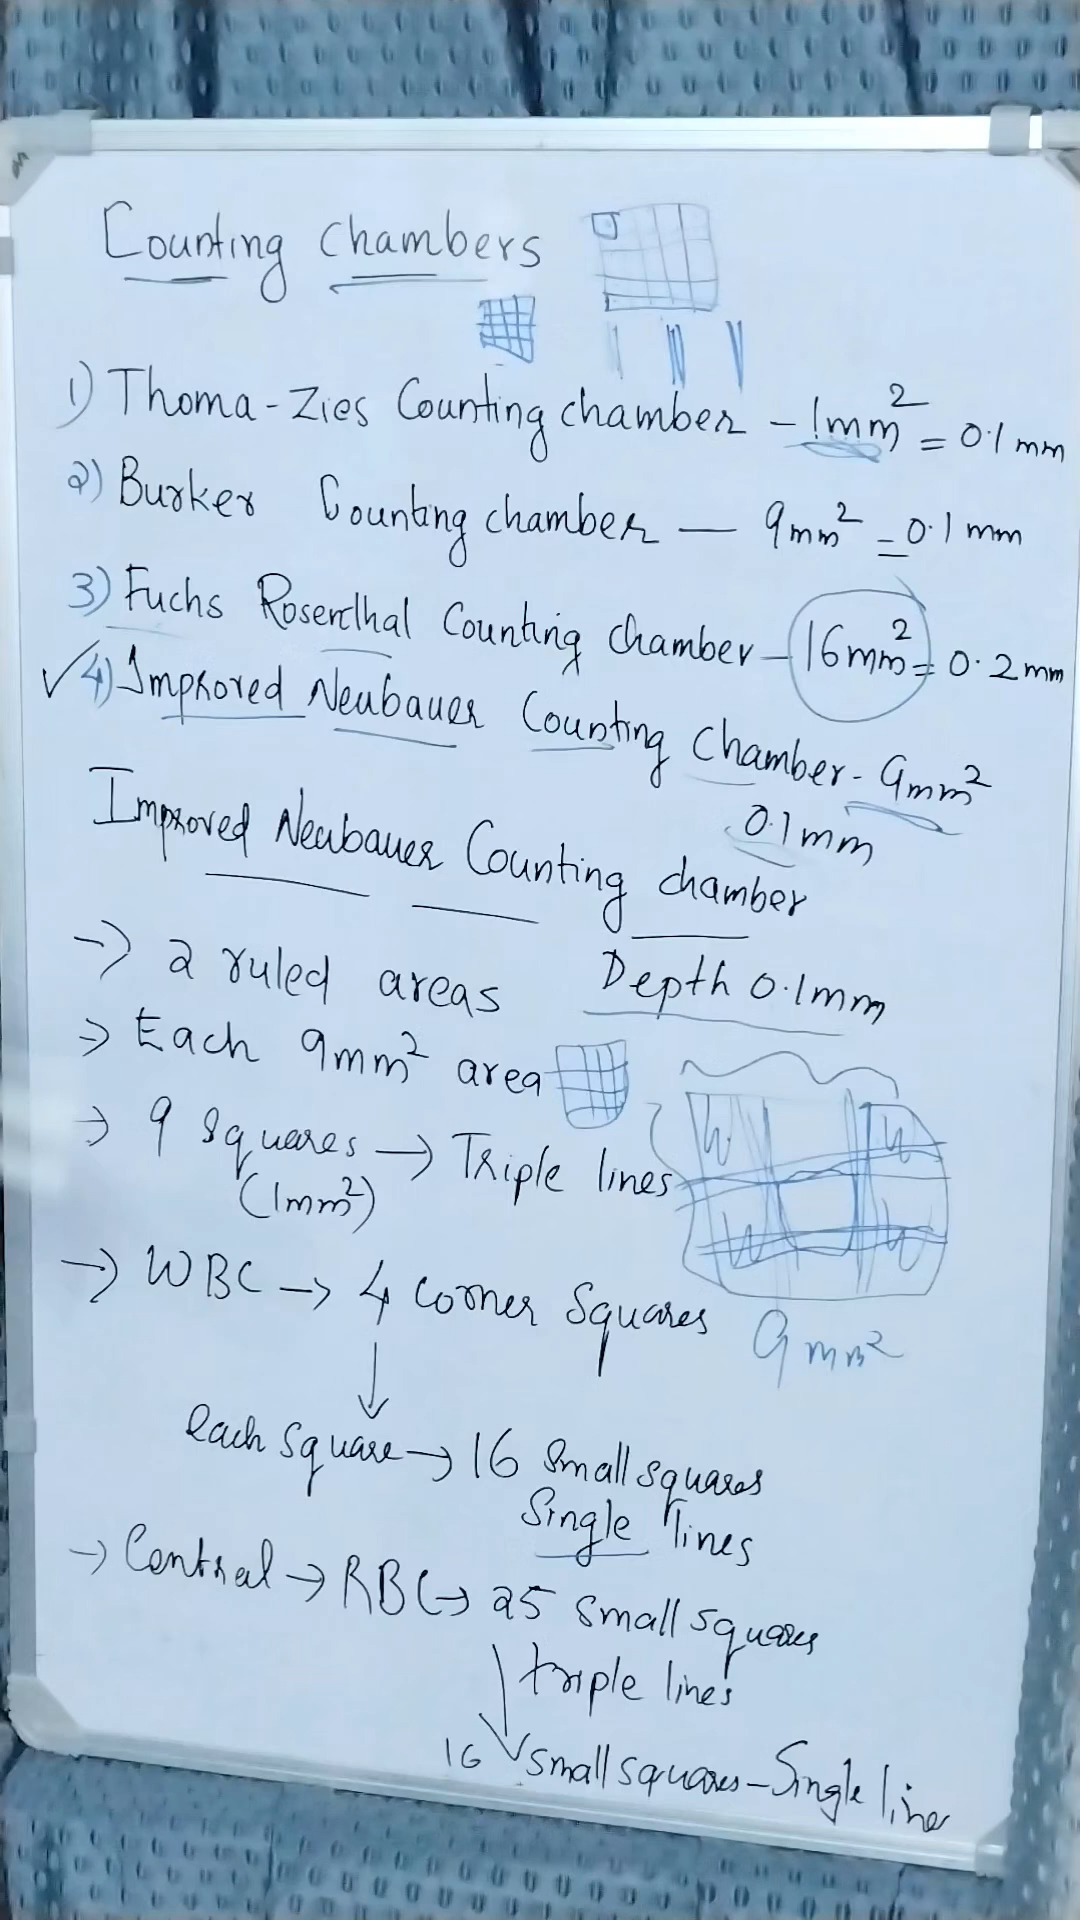 Counting chambers
1) Thoma-Zies Counting chamber - 1mm² = 0.1 mm
2) Burker Counting chamber - 9mm² = 0.1 mm
3) Fuchs Rosenthal Counting chamber - 16mm² = 0.2 mm
✓4) Improved Neubauer Counting Chamber - 9mm²
0.1mm
Improved Neubauer Counting chamber
-> 2 ruled areas Depth 0.1mm
-> Each 9mm² area
-> 9 Squares -> Triple lines
(1mm²)
W W
W W
9mm²
-> WBC -> 4 corner Squares
↓
each square -> 16 Small squares
Single lines
-> Central -> RBC -> 25 Small squares
triple lines
16 small squares - Single line